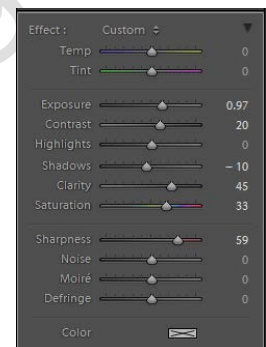 Effect : Custom
Temp 0
Tint 0
Exposure 0.97
Contrast 20
Highlights 0
Shadows – 10
Clarity 45
Saturation 33
Sharpness 59
Noise 0
Moiré 0
Defringe 0
Color